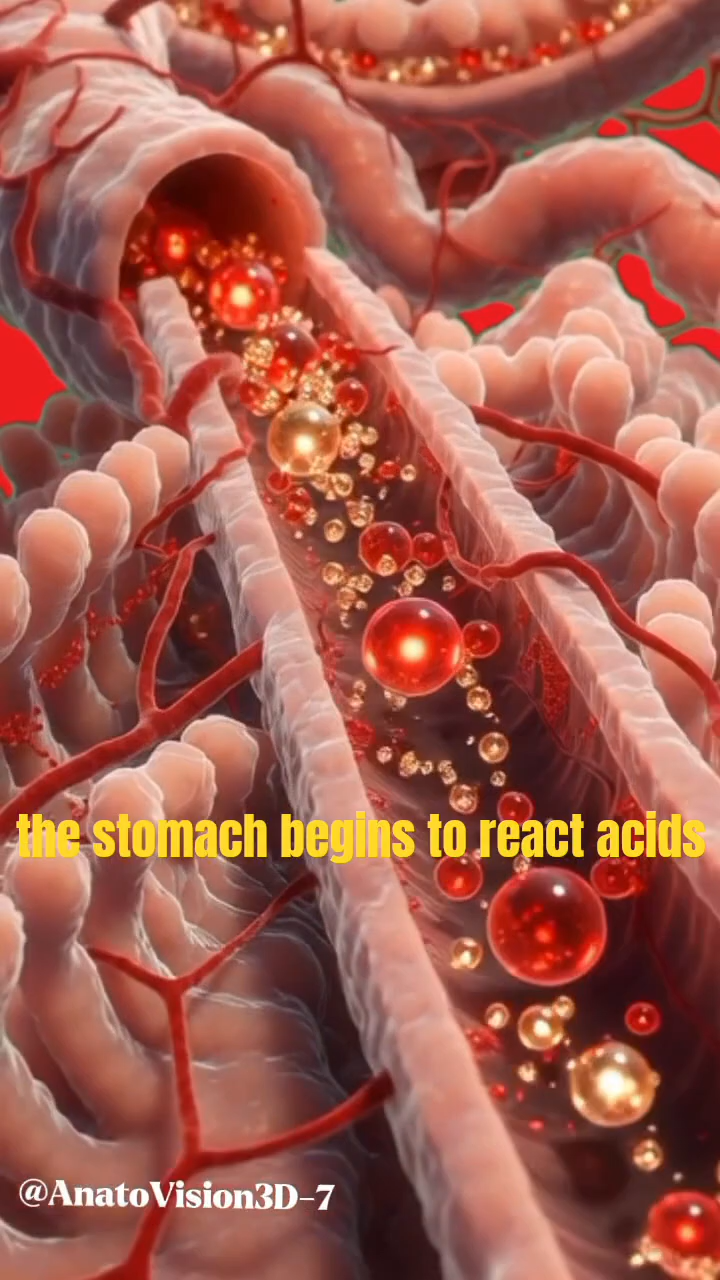 the stomach begins to react acids
@AnatoVision3D-7